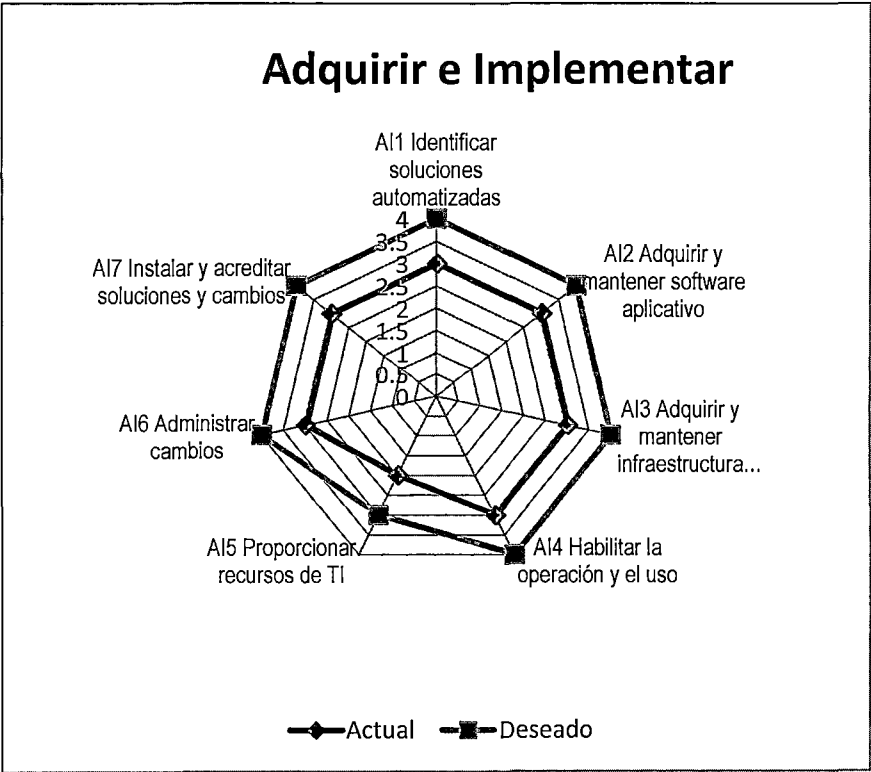 Adquirir e Implementar
AI1 Identificar
soluciones
automatizadas
4
3.5
3
2.5
2
1.5
1
0.5
0
AI2 Adquirir y
mantener software
aplicativo
AI3 Adquirir y
mantener
infraestructura...
AI4 Habilitar la
operación y el uso
AI5 Proporcionar
recursos de TI
AI6 Administrar
cambios
AI7 Instalar y acreditar
soluciones y cambios
Actual
Deseado